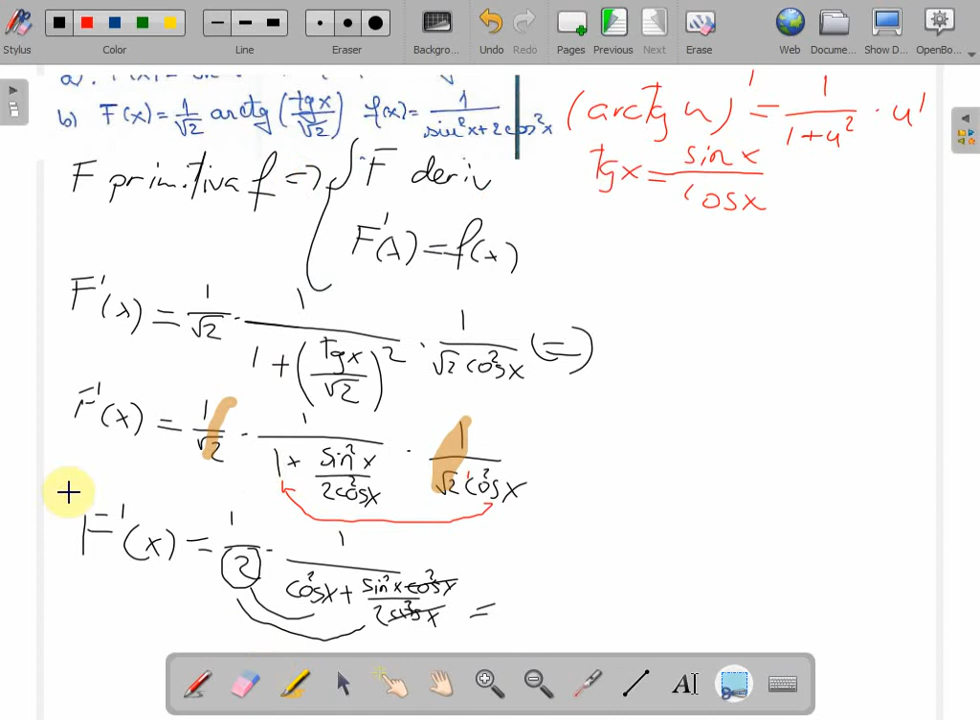 Stylus Color Line Eraser Backgro... Undo Redo Pages Previous Next Erase Web Docume... Show D... OpenBo...
b) F(x)=1/√2 arctg (tgx/√2) f(x)=1/(sin²x+2cos²x)
(arctg u)' = 1/(1+u²) · u'
tgx = sinx/cosx
F primitiva f => { F deriv
F'(x) = f(x)
F'(x) = 1/√2 · 1/(1+(tgx/√2)²) · 1/(√2 cos²x) (=)
F'(x) = 1/√2 · 1/(1+ sin²x/2cos²x) · 1/(√2 cos²x)
F'(x) = 1/2 · 1/(cos²x + sin²x cos²x/2cos²x) =